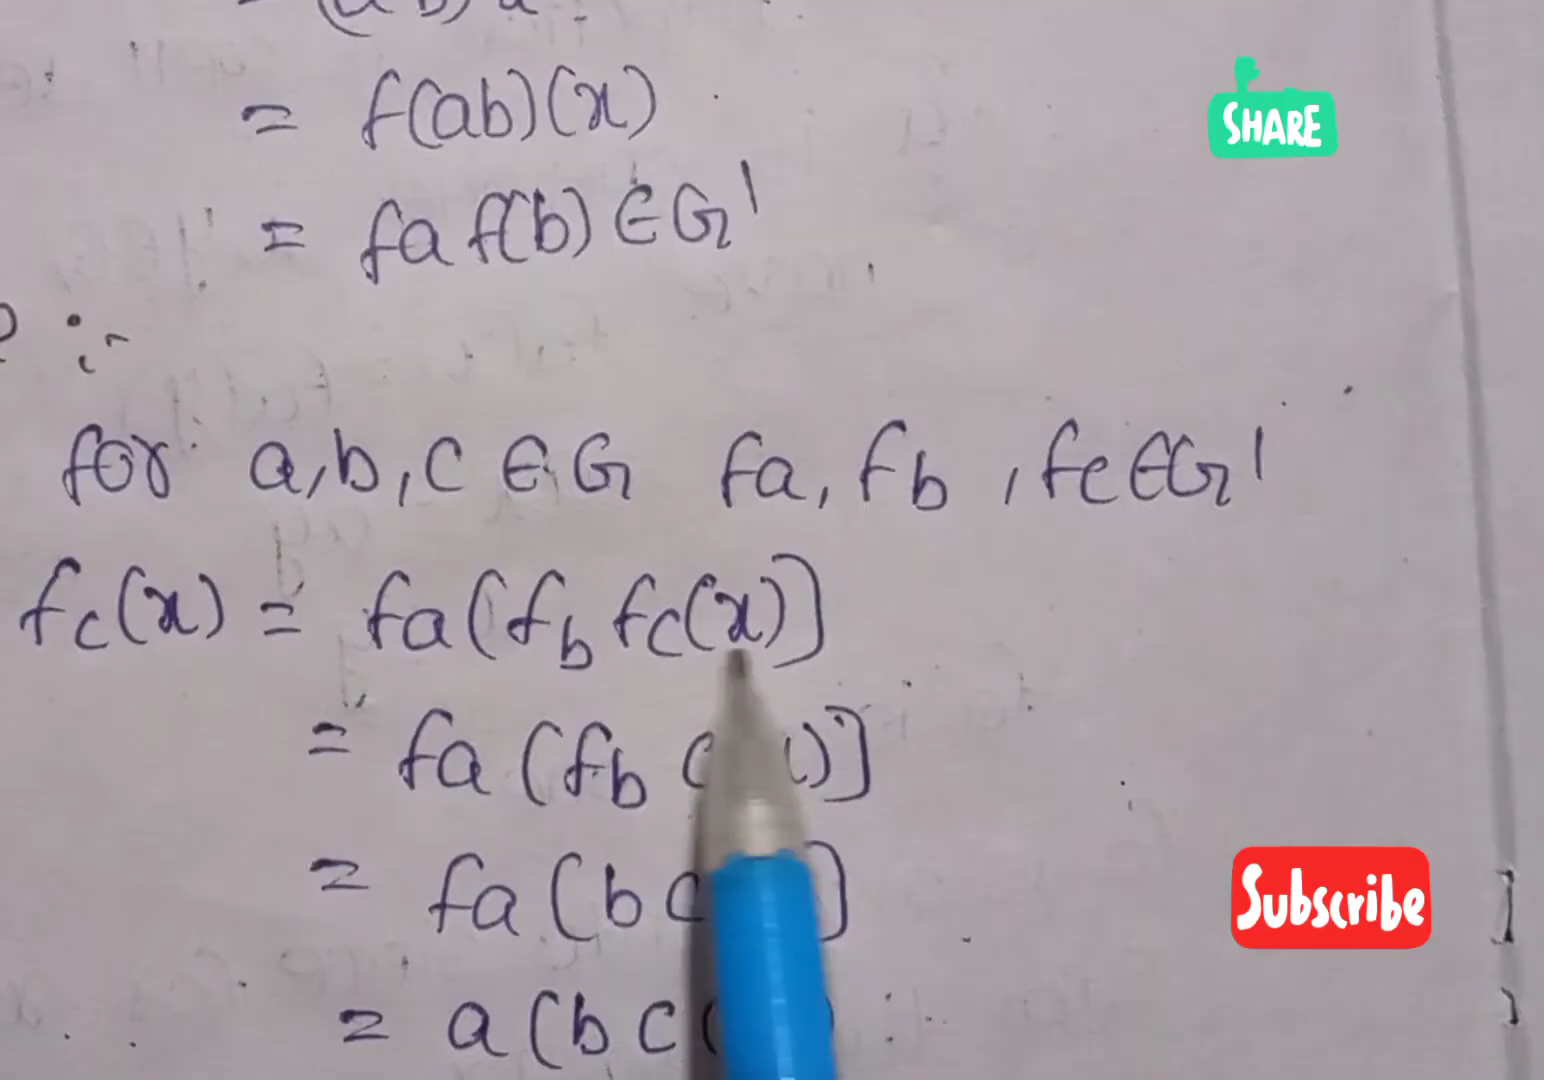 = f(ab)(x)
SHARE
= fa f(b) ∈ G'
:-
for a, b, c ∈ G fa, fb, fc ∈ G'
fc(x) = fa(fb fc(x)]
= fa (fb
= fa (b c ]
Subscribe
= a (b c (